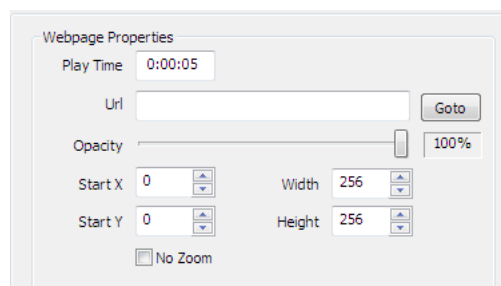 Webpage Properties
Play Time 0:00:05
Url Goto
Opacity 100%
Start X 0 Width 256
Start Y 0 Height 256
No Zoom